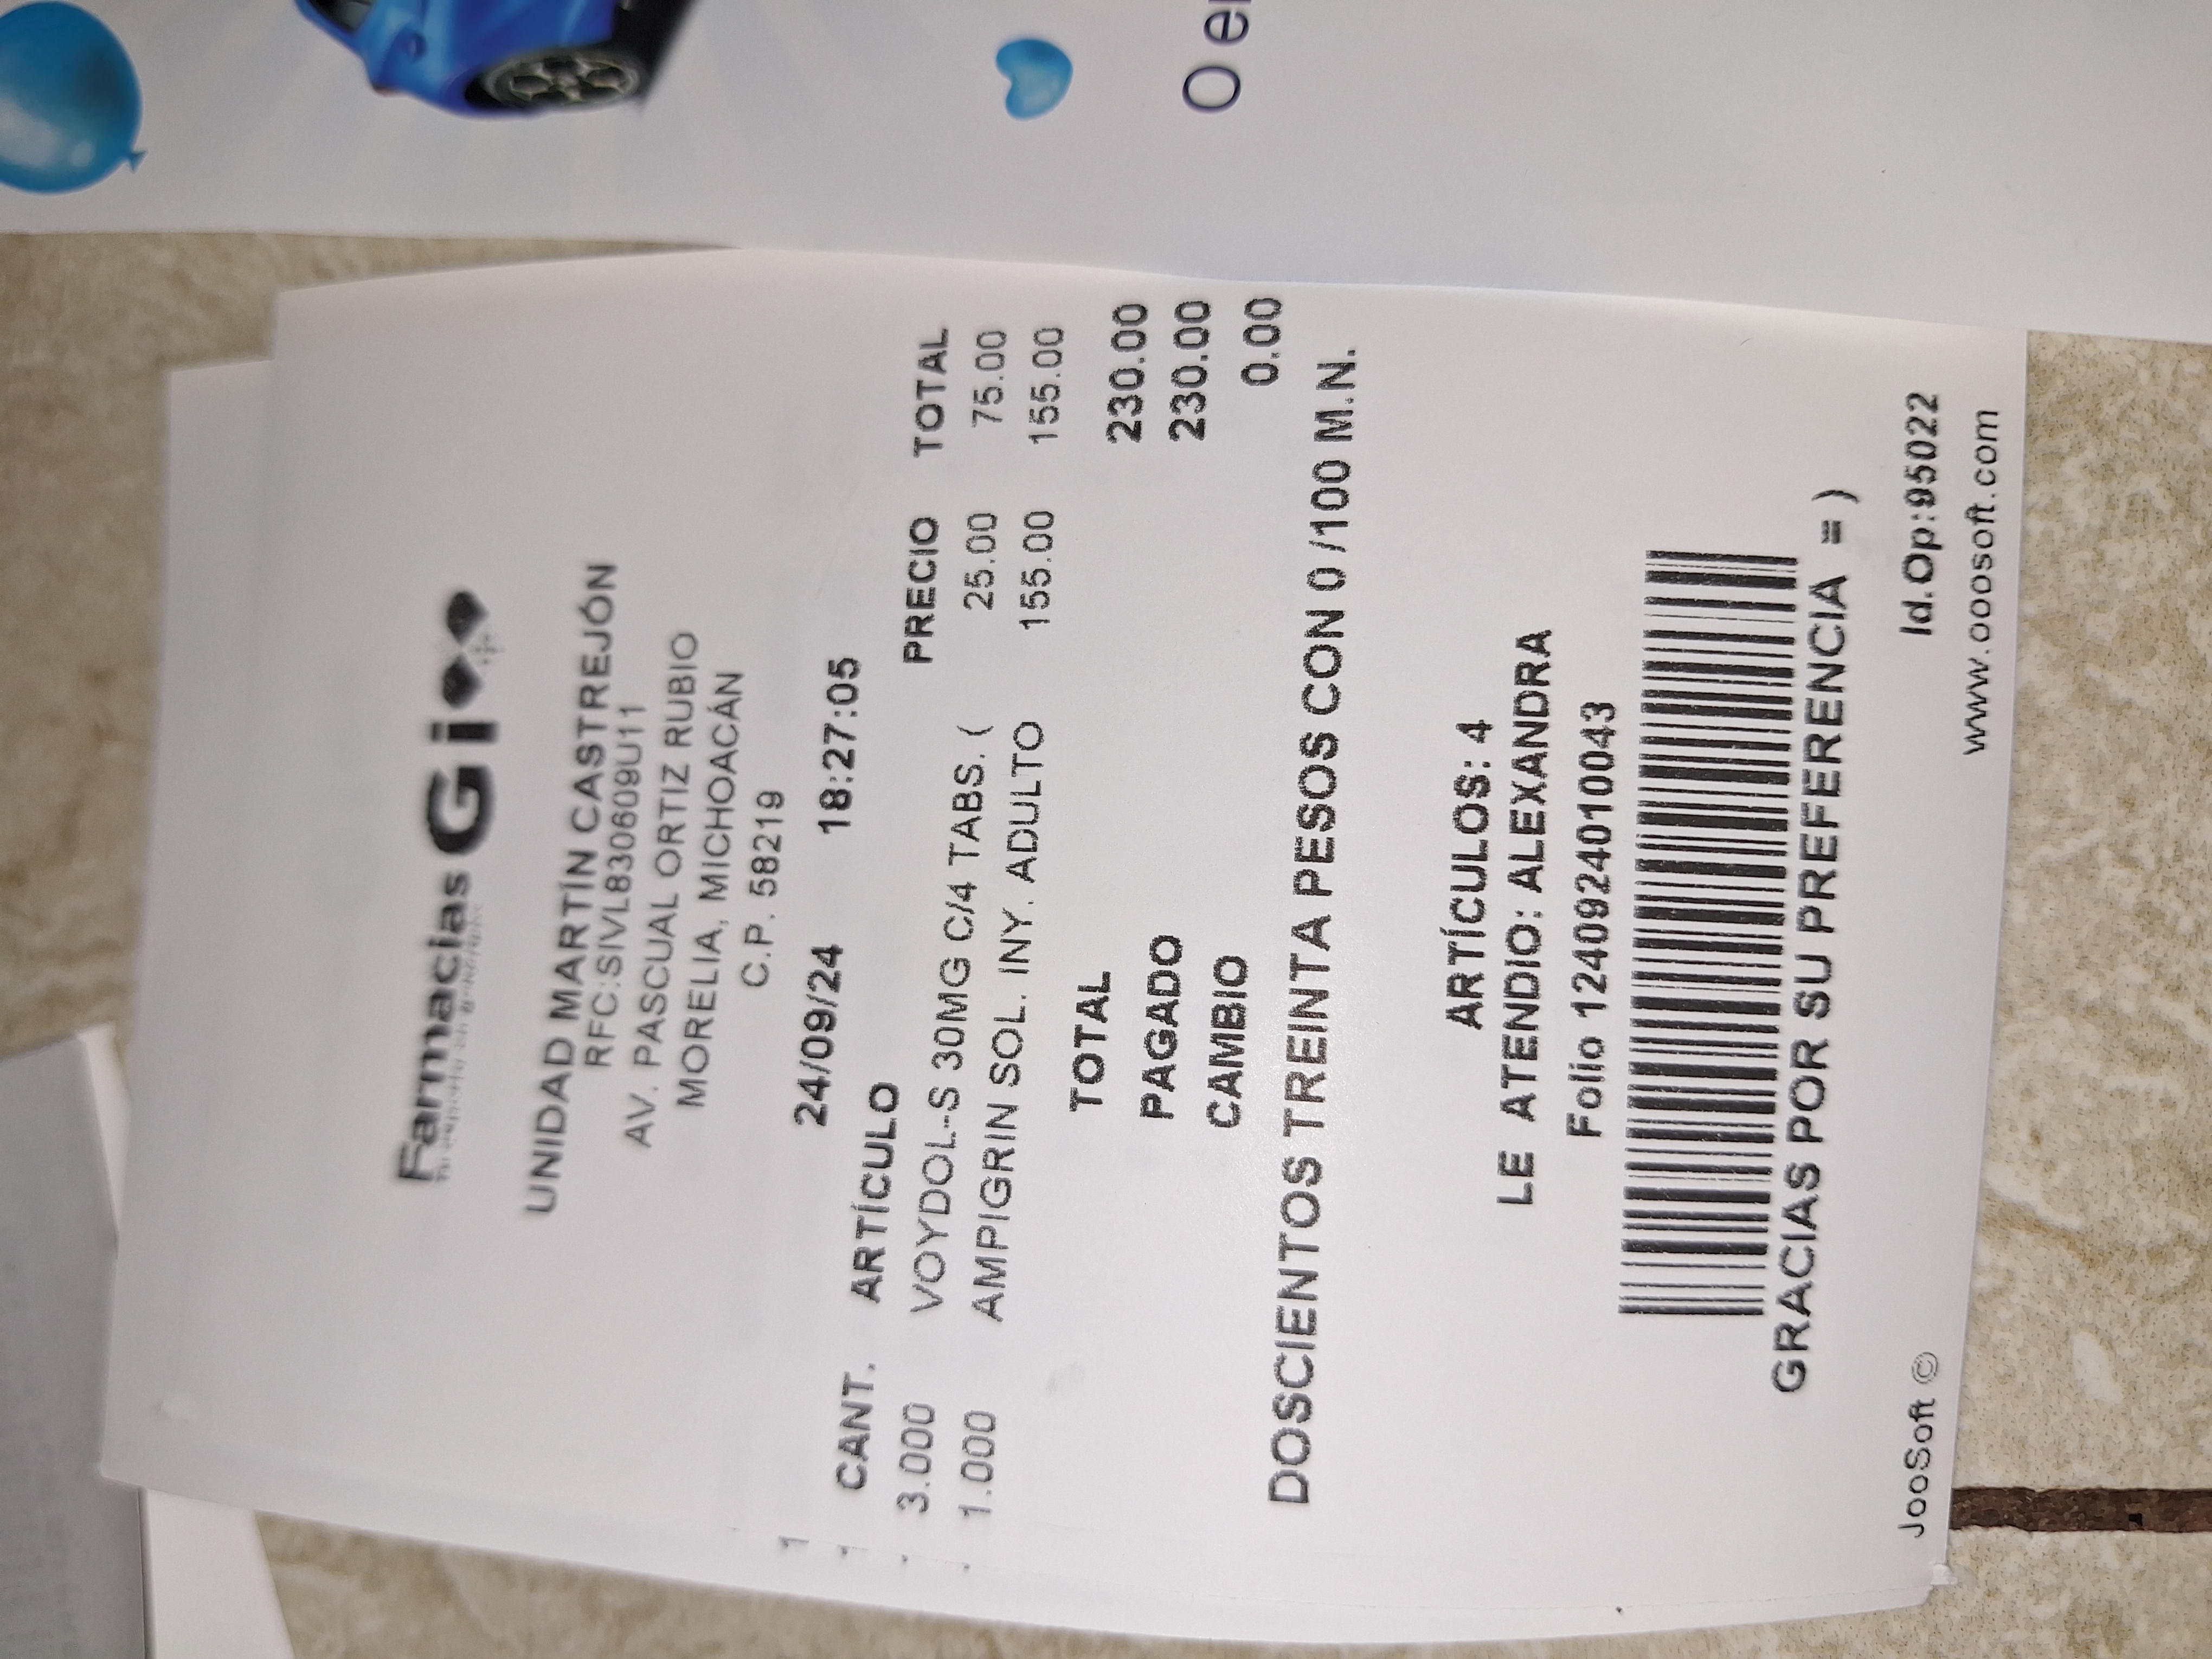 Farmacias Gi
UNIDAD MARTÍN CASTREJÓN
RFC:SIVL830609U11
AV. PASCUAL ORTIZ RUBIO
MORELIA, MICHOACÁN
C.P. 58219
24/09/24 18:27:05
CANT. ARTÍCULO PRECIO TOTAL
3.000 VOYDOL-S 30MG C/4 TABS. ( 25.00 75.00
1.000 AMPIGRIN SOL. INY. ADULTO 155.00 155.00
TOTAL 230.00
PAGADO 230.00
CAMBIO 0.00
DOSCIENTOS TREINTA PESOS CON 0 /100 M.N.
ARTÍCULOS: 4
LE ATENDIO: ALEXANDRA
Folio 1240924010043
GRACIAS POR SU PREFERENCIA =)
Id.Op:95022
JooSoft © www.ooosoft.com
O